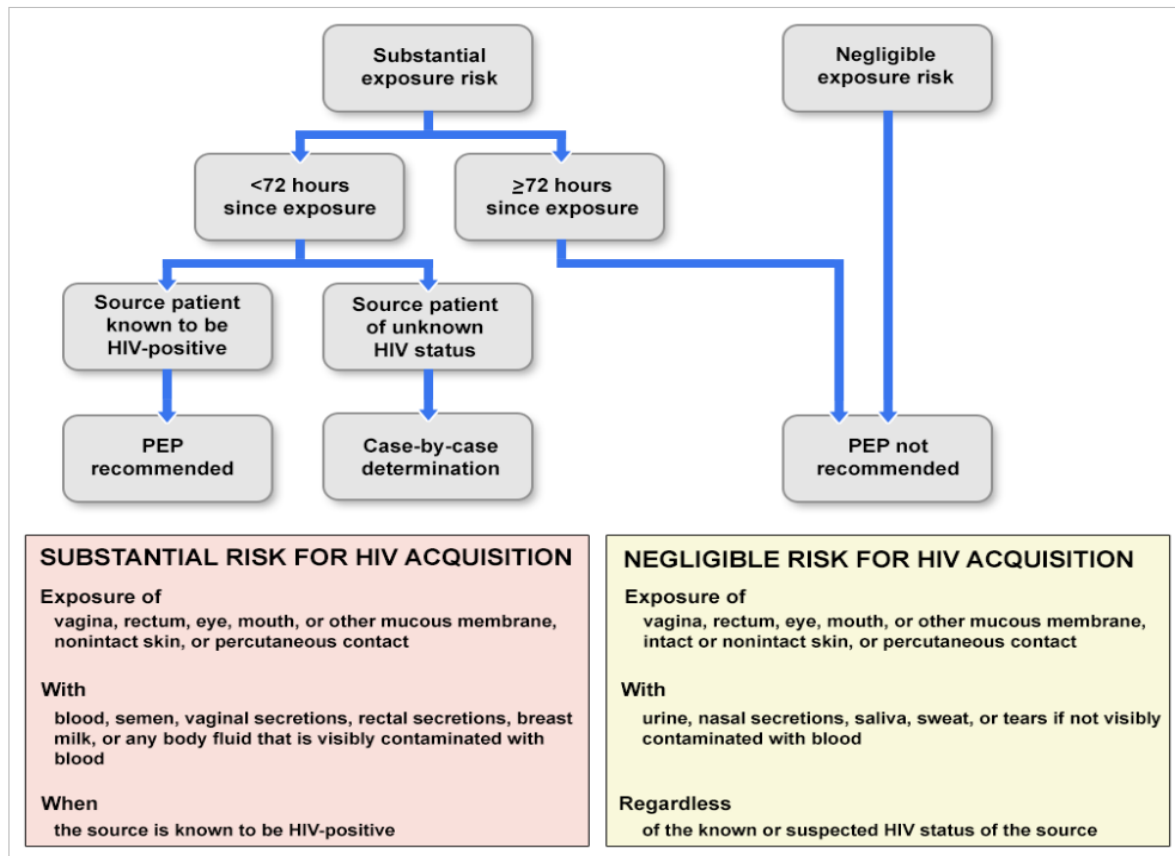 Substantial
exposure risk
Negligible
exposure risk
<72 hours
since exposure
≥72 hours
since exposure
Source patient
known to be
HIV-positive
Source patient
of unknown
HIV status
PEP
recommended
Case-by-case
determination
PEP not
recommended
SUBSTANTIAL RISK FOR HIV ACQUISITION
Exposure of
vagina, rectum, eye, mouth, or other mucous membrane,
nonintact skin, or percutaneous contact
With
blood, semen, vaginal secretions, rectal secretions, breast
milk, or any body fluid that is visibly contaminated with
blood
When
the source is known to be HIV-positive
NEGLIGIBLE RISK FOR HIV ACQUISITION
Exposure of
vagina, rectum, eye, mouth, or other mucous membrane,
intact or nonintact skin, or percutaneous contact
With
urine, nasal secretions, saliva, sweat, or tears if not visibly
contaminated with blood
Regardless
of the known or suspected HIV status of the source